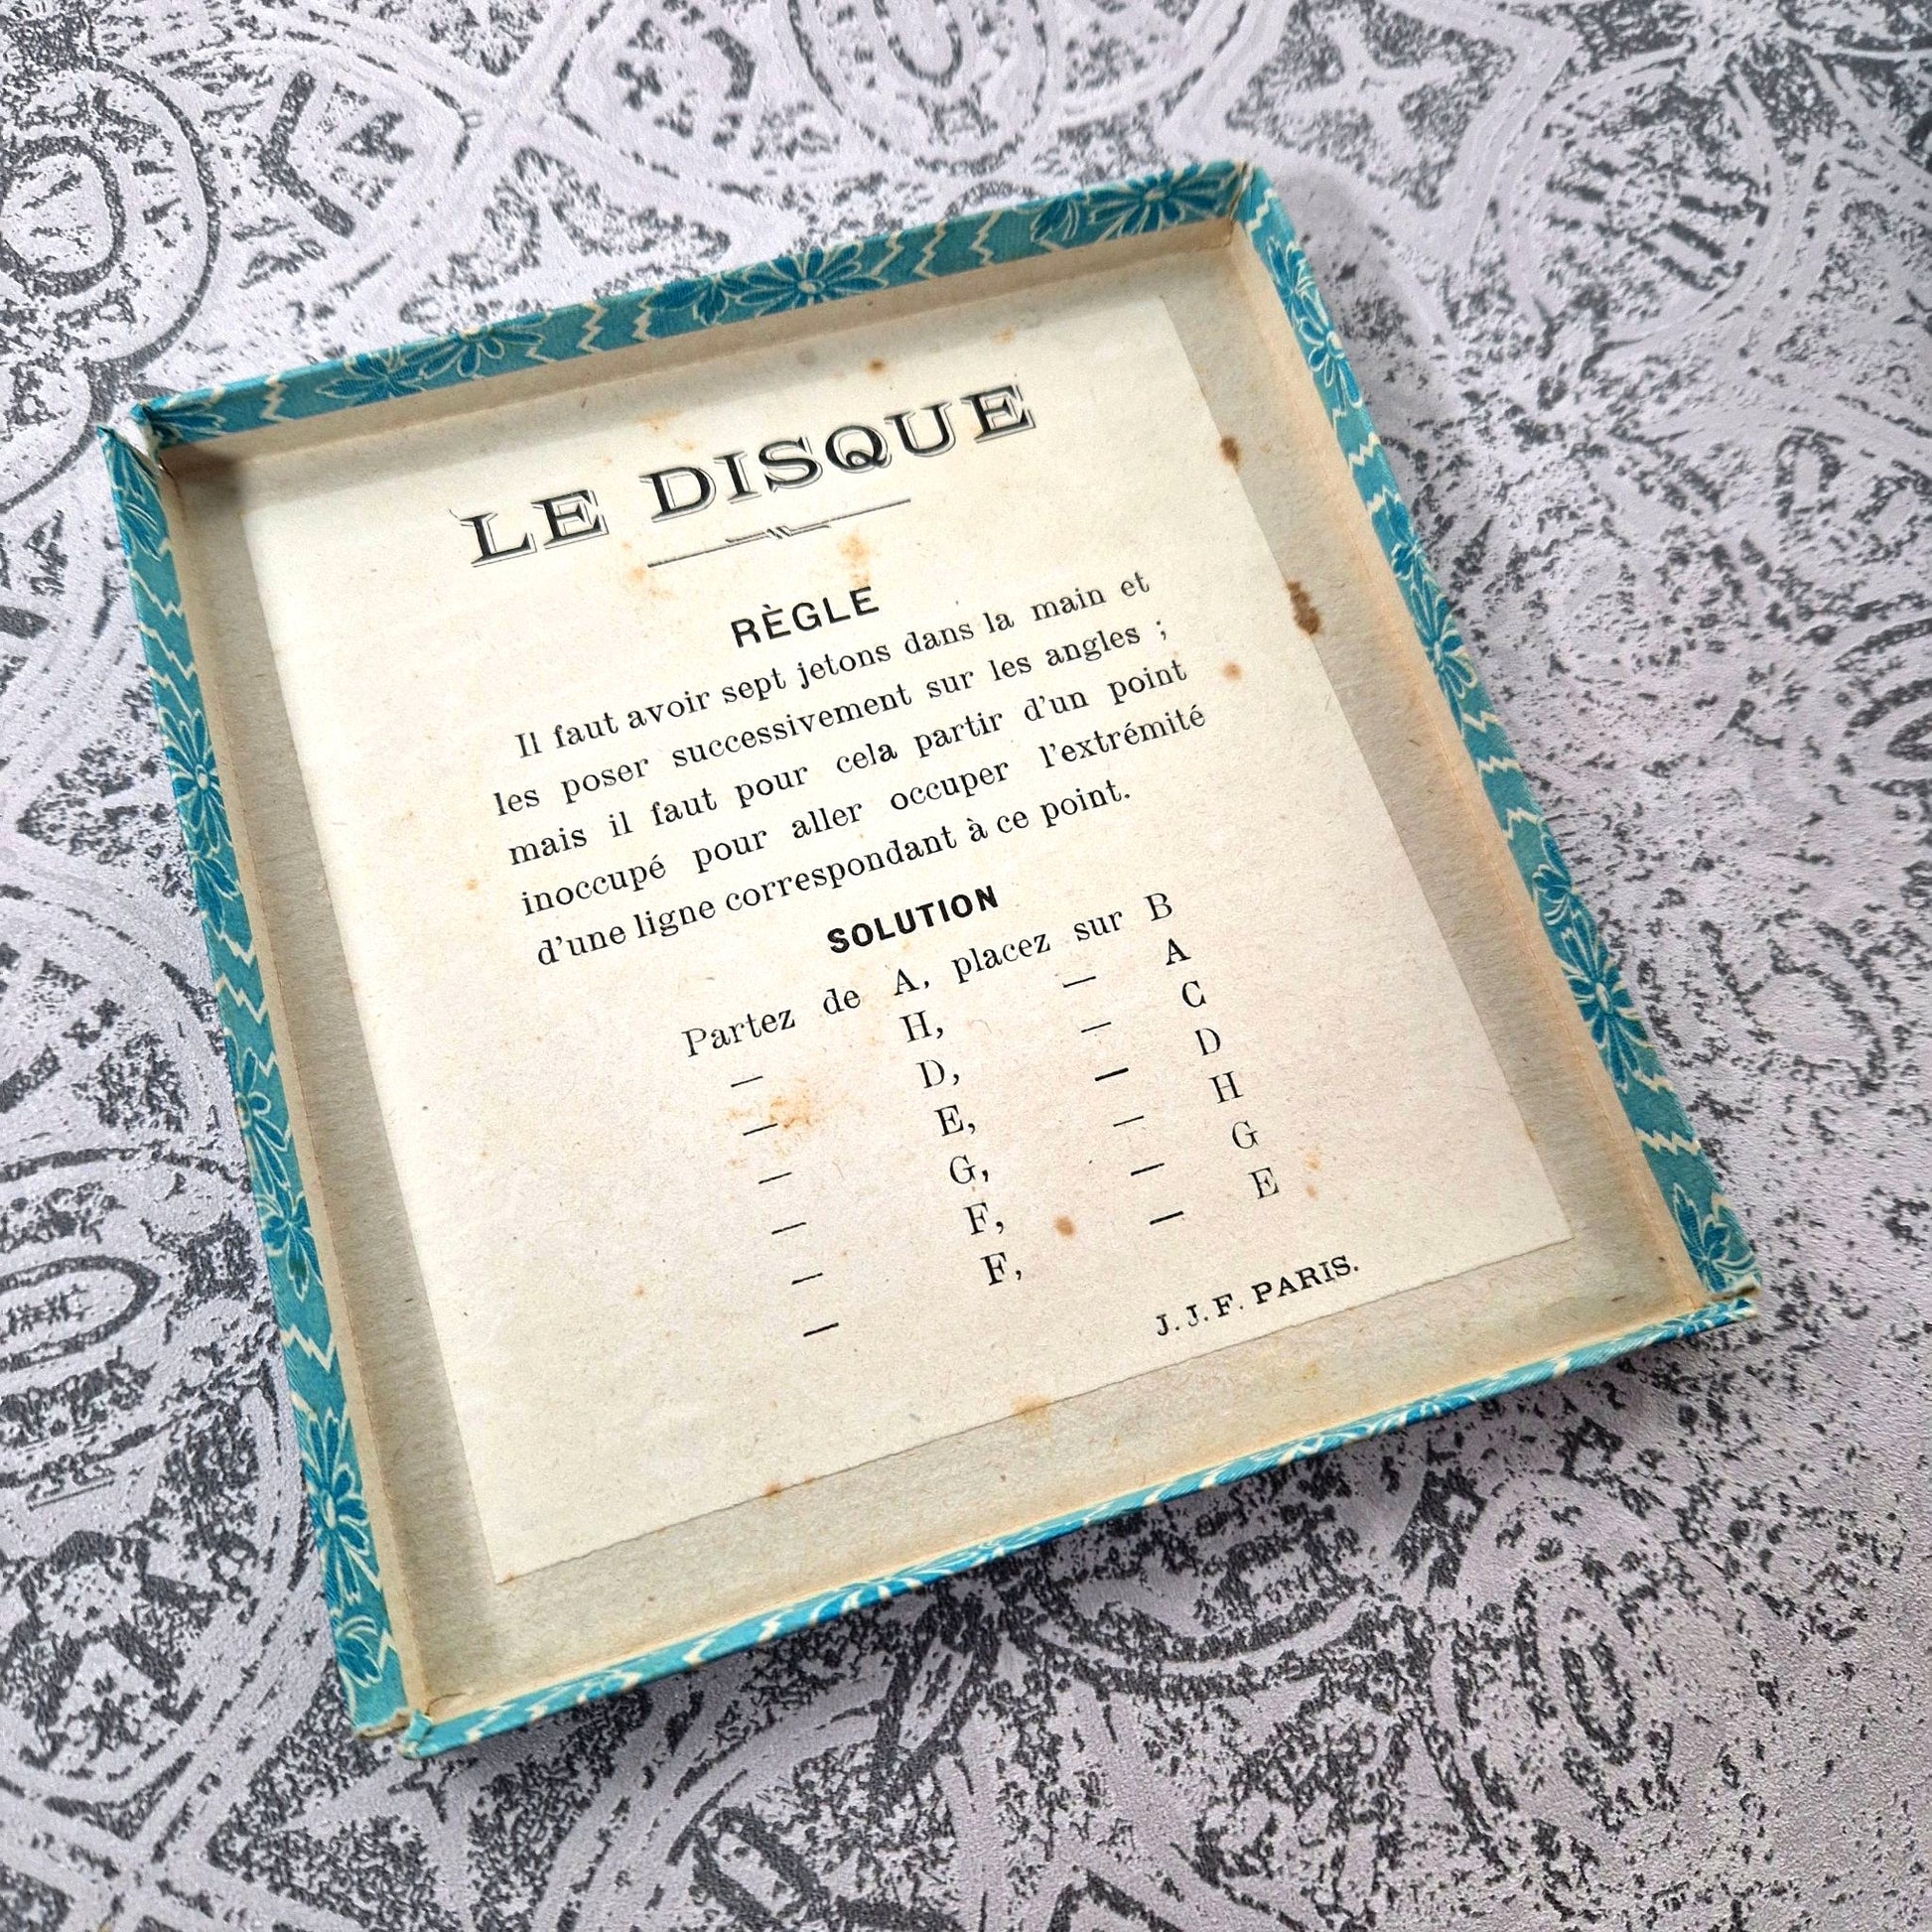 LE DISQUE
RÈGLE
Il faut avoir sept jetons dans la main et
les poser successivement sur les angles ;
mais il faut pour cela partir d'un point
inoccupé pour aller occuper l'extrémité
d'une ligne correspondant à ce point.
SOLUTION
Partez de A, placez sur B
— H, — A
— D, — C
— E, — D
— G, — H
— F, — G
— F, — E
J. J. F. PARIS.